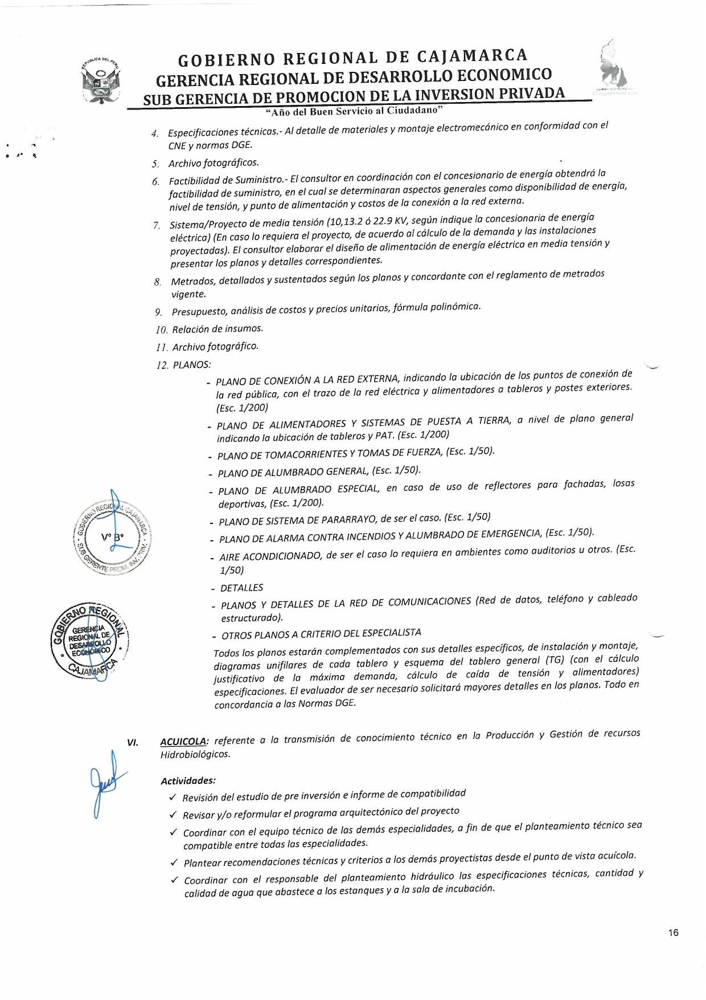 REPUBLICA DEL PERU
GOBIERNO REGIONAL DE CAJAMARCA
GERENCIA REGIONAL DE DESARROLLO ECONOMICO
SUB GERENCIA DE PROMOCION DE LA INVERSION PRIVADA
“Año del Buen Servicio al Ciudadano”
4. Especificaciones técnicas.- Al detalle de materiales y montaje electromecánico en conformidad con el
CNE y normas DGE.
5. Archivo fotográficos.
6. Factibilidad de Suministro.- El consultor en coordinación con el concesionario de energía obtendrá la
factibilidad de suministro, en el cual se determinaran aspectos generales como disponibilidad de energía,
nivel de tensión, y punto de alimentación y costos de la conexión a la red externa.
7. Sistema/Proyecto de media tensión (10,13.2 ó 22.9 KV, según indique la concesionaria de energía
eléctrica) (En caso lo requiera el proyecto, de acuerdo al cálculo de la demanda y las instalaciones
proyectadas). El consultor elaborar el diseño de alimentación de energía eléctrica en media tensión y
presentar los planos y detalles correspondientes.
8. Metrados, detallados y sustentados según los planos y concordante con el reglamento de metrados
vigente.
9. Presupuesto, análisis de costos y precios unitarios, fórmula polinómica.
10. Relación de insumos.
11. Archivo fotográfico.
12. PLANOS:
- PLANO DE CONEXIÓN A LA RED EXTERNA, indicando la ubicación de los puntos de conexión de
la red pública, con el trazo de la red eléctrica y alimentadores a tableros y postes exteriores.
(Esc. 1/200)
- PLANO DE ALIMENTADORES Y SISTEMAS DE PUESTA A TIERRA, a nivel de plano general
indicando la ubicación de tableros y PAT. (Esc. 1/200)
- PLANO DE TOMACORRIENTES Y TOMAS DE FUERZA, (Esc. 1/50).
- PLANO DE ALUMBRADO GENERAL, (Esc. 1/50).
- PLANO DE ALUMBRADO ESPECIAL, en caso de uso de reflectores para fachadas, losas
deportivas, (Esc. 1/200).
- PLANO DE SISTEMA DE PARARRAYO, de ser el caso. (Esc. 1/50)
- PLANO DE ALARMA CONTRA INCENDIOS Y ALUMBRADO DE EMERGENCIA, (Esc. 1/50).
- AIRE ACONDICIONADO, de ser el caso lo requiera en ambientes como auditorios u otros. (Esc.
1/50)
- DETALLES
- PLANOS Y DETALLES DE LA RED DE COMUNICACIONES (Red de datos, teléfono y cableado
estructurado).
- OTROS PLANOS A CRITERIO DEL ESPECIALISTA
Todos los planos estarán complementados con sus detalles específicos, de instalación y montaje,
diagramas unifilares de cada tablero y esquema del tablero general (TG) (con el cálculo
justificativo de la máxima demanda, cálculo de caída de tensión y alimentadores)
especificaciones. El evaluador de ser necesario solicitará mayores detalles en los planos. Todo en
concordancia a las Normas DGE.
GOBIERNO REGIONAL CAJAMARCA
V° B°
SUB GERENTE PROM. INV. PRIV.
GOBIERNO REGIONAL
GERENCIA
REGIONAL DE
DESARROLLO
ECONOMICO
CAJAMARCA
VI. ACUICOLA: referente a la transmisión de conocimiento técnico en la Producción y Gestión de recursos
Hidrobiológicos.
Actividades:
✓ Revisión del estudio de pre inversión e informe de compatibilidad
✓ Revisar y/o reformular el programa arquitectónico del proyecto
✓ Coordinar con el equipo técnico de las demás especialidades, a fin de que el planteamiento técnico sea
compatible entre todas las especialidades.
✓ Plantear recomendaciones técnicas y criterios a los demás proyectistas desde el punto de vista acuícola.
✓ Coordinar con el responsable del planteamiento hidráulico las especificaciones técnicas, cantidad y
calidad de agua que abastece a los estanques y a la sala de incubación.
16